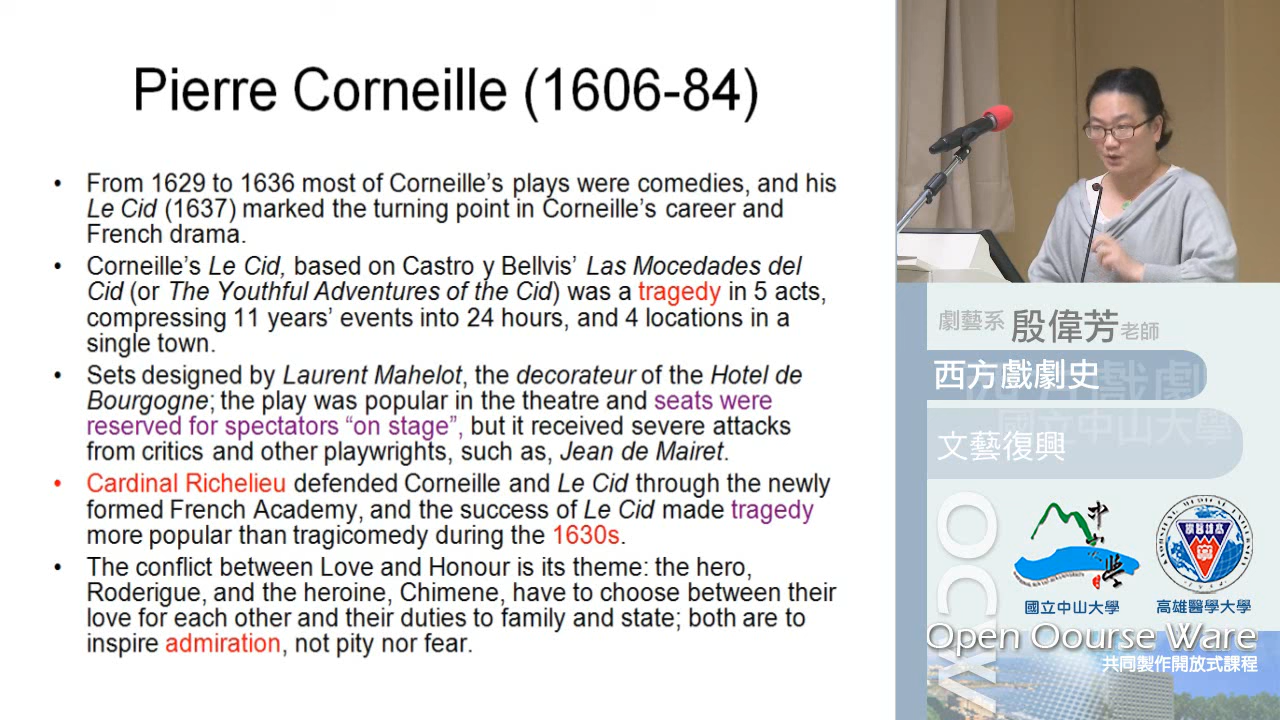 Pierre Corneille (1606-84)
• From 1629 to 1636 most of Corneille's plays were comedies, and his
Le Cid (1637) marked the turning point in Corneille's career and
French drama.
• Corneille's Le Cid, based on Castro y Bellvis' Las Mocedades del
Cid (or The Youthful Adventures of the Cid) was a tragedy in 5 acts,
compressing 11 years' events into 24 hours, and 4 locations in a
single town.
• Sets designed by Laurent Mahelot, the decorateur of the Hotel de
Bourgogne; the play was popular in the theatre and seats were
reserved for spectators "on stage", but it received severe attacks
from critics and other playwrights, such as, Jean de Mairet.
• Cardinal Richelieu defended Corneille and Le Cid through the newly
formed French Academy, and the success of Le Cid made tragedy
more popular than tragicomedy during the 1630s.
• The conflict between Love and Honour is its theme: the hero,
Roderigue, and the heroine, Chimene, have to choose between their
love for each other and their duties to family and state; both are to
inspire admiration, not pity nor fear.
劇藝系 殷偉芳老師
西方戲劇史
國立中山大學
文藝復興
OCW
國立中山大學
高雄醫學大學
Open Oourse Ware
共同製作開放式課程